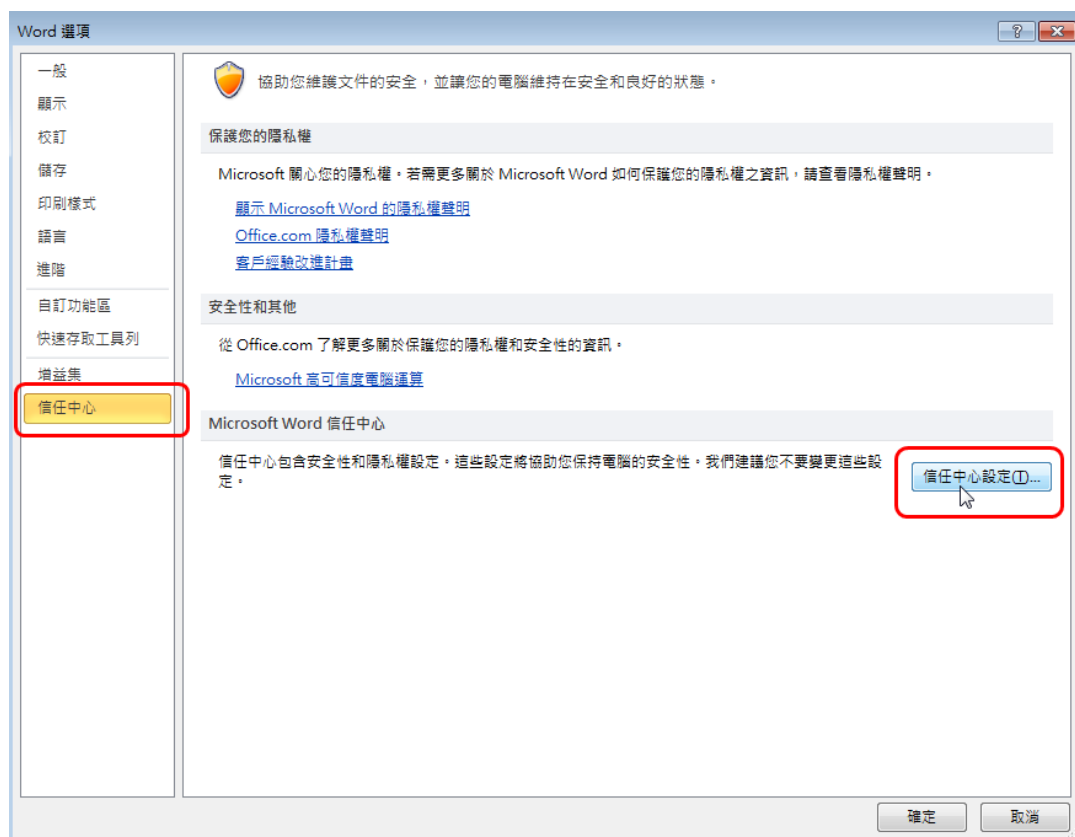 Word 選項
一般
顯示
校訂
儲存
印刷樣式
語言
進階
自訂功能區
快速存取工具列
增益集
信任中心
協助您維護文件的安全，並讓您的電腦維持在安全和良好的狀態。
保護您的隱私權
Microsoft 關心您的隱私權。若需更多關於 Microsoft Word 如何保護您的隱私權之資訊，請查看隱私權聲明。
顯示 Microsoft Word 的隱私權聲明
Office.com 隱私權聲明
客戶經驗改進計畫
安全性和其他
從 Office.com 了解更多關於保護您的隱私權和安全性的資訊。
Microsoft 高可信度電腦運算
Microsoft Word 信任中心
信任中心包含安全性和隱私權設定。這些設定將協助您保持電腦的安全性。我們建議您不要變更這些設
定。
信任中心設定(T)...
確定
取消